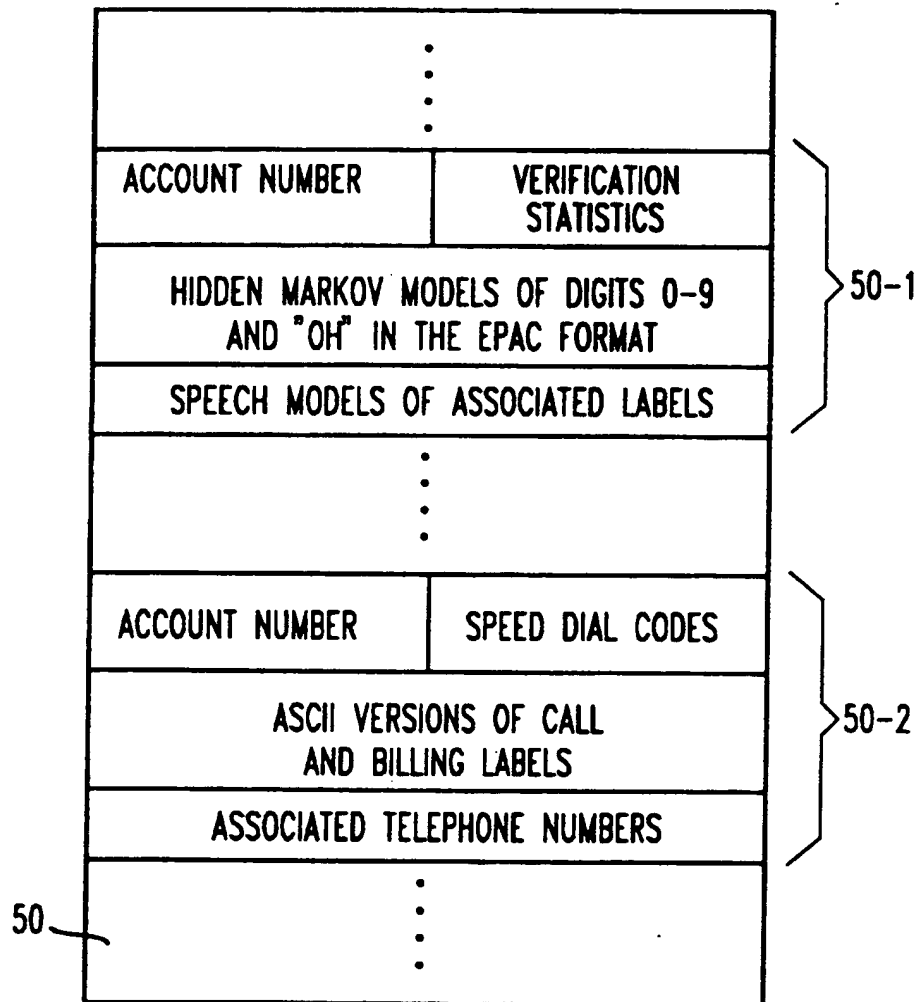 ACCOUNT NUMBER
VERIFICATION
STATISTICS
HIDDEN MARKOV MODELS OF DIGITS 0-9
AND "OH" IN THE EPAC FORMAT
SPEECH MODELS OF ASSOCIATED LABELS
50-1
ACCOUNT NUMBER
SPEED DIAL CODES
ASCII VERSIONS OF CALL
AND BILLING LABELS
ASSOCIATED TELEPHONE NUMBERS
50-2
50